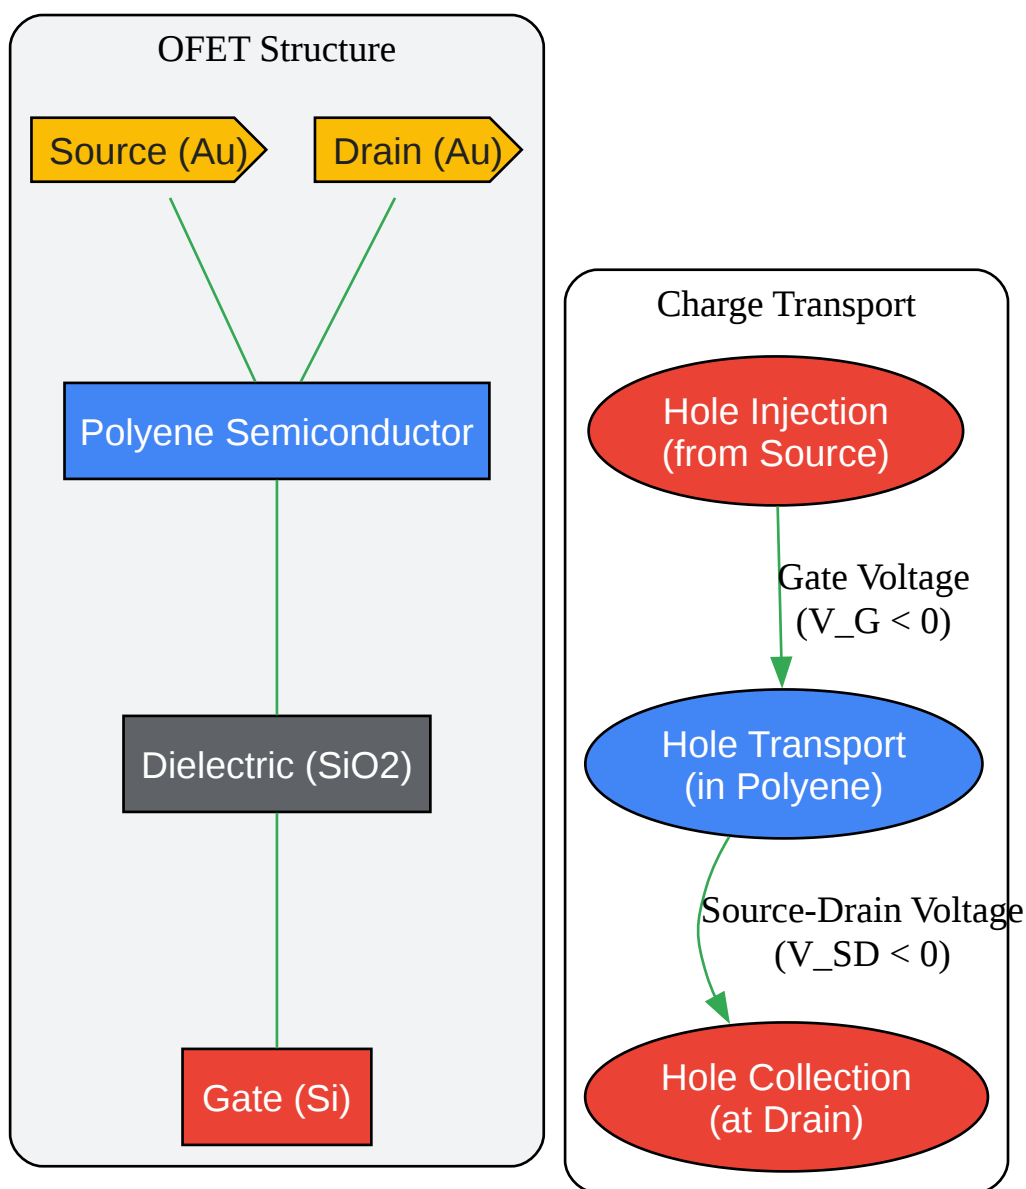 OFET Structure
Source (Au)
Drain (Au)
Polyene Semiconductor
Dielectric (SiO2)
Gate (Si)
Charge Transport
Hole Injection
(from Source)
Gate Voltage
(V_G < 0)
Hole Transport
(in Polyene)
Source-Drain Voltage
(V_SD < 0)
Hole Collection
(at Drain)